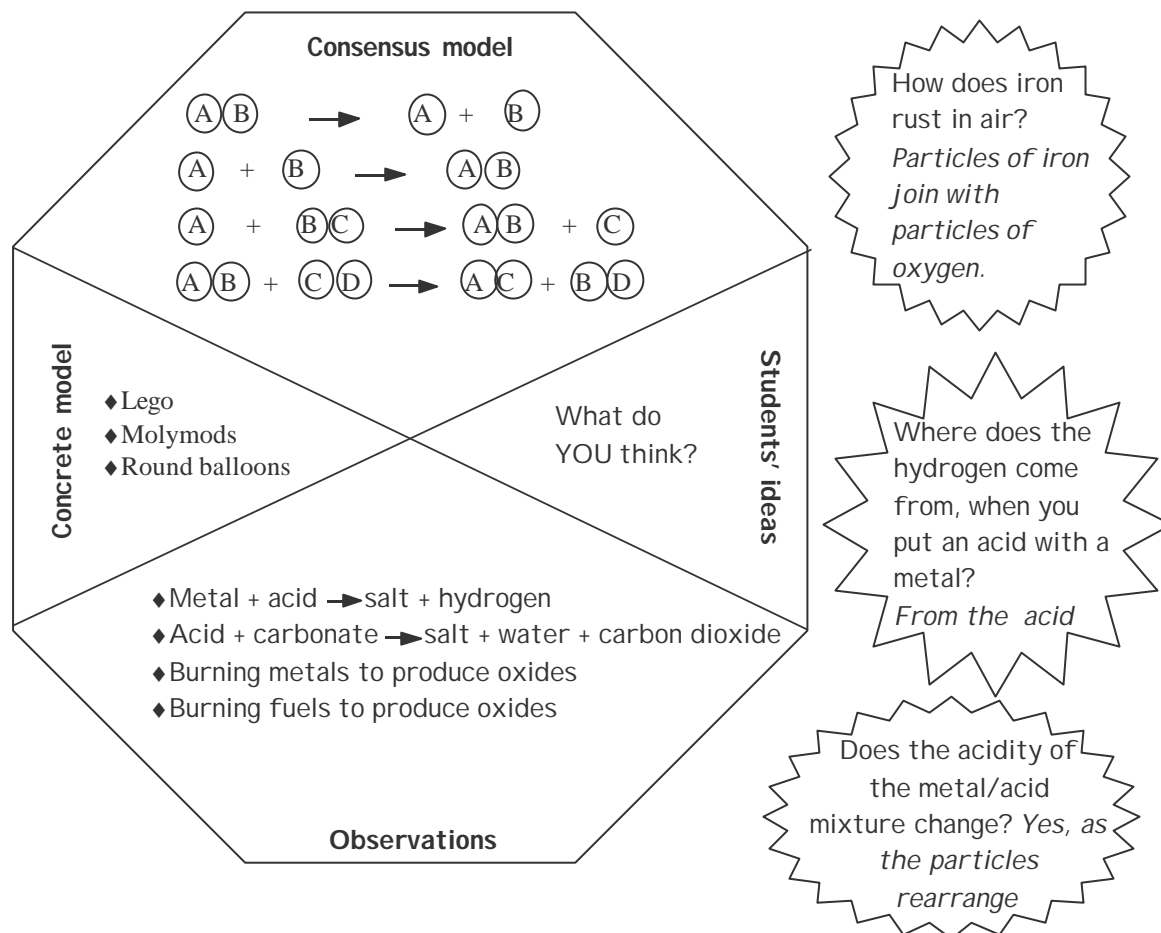 Consensus model
A B → A + B
A + B → A B
A + B C → A B + C
A B + C D → A C + B D
Concrete model
♦Lego
♦Molymods
♦Round balloons
What do
YOU think?
Students' ideas
♦Metal + acid → salt + hydrogen
♦Acid + carbonate → salt + water + carbon dioxide
♦Burning metals to produce oxides
♦Burning fuels to produce oxides
Observations
How does iron
rust in air?
Particles of iron
join with
particles of
oxygen.
Where does the
hydrogen come
from, when you
put an acid with a
metal?
From the acid
Does the acidity of
the metal/acid
mixture change? Yes, as
the particles
rearrange